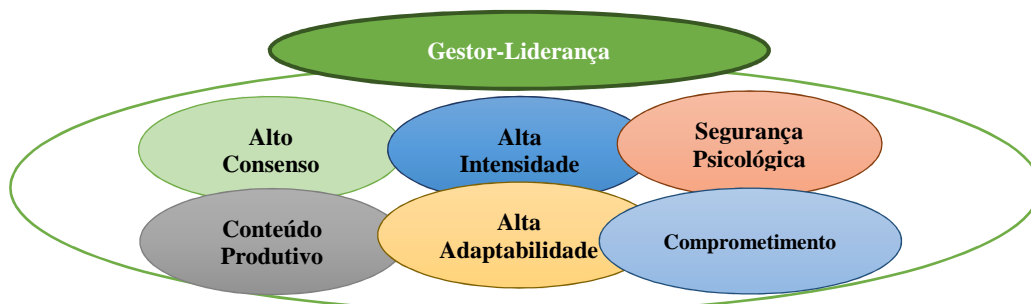 Gestor-Liderança
Alto
Consenso
Alta
Intensidade
Segurança
Psicológica
Conteúdo
Produtivo
Alta
Adaptabilidade
Comprometimento